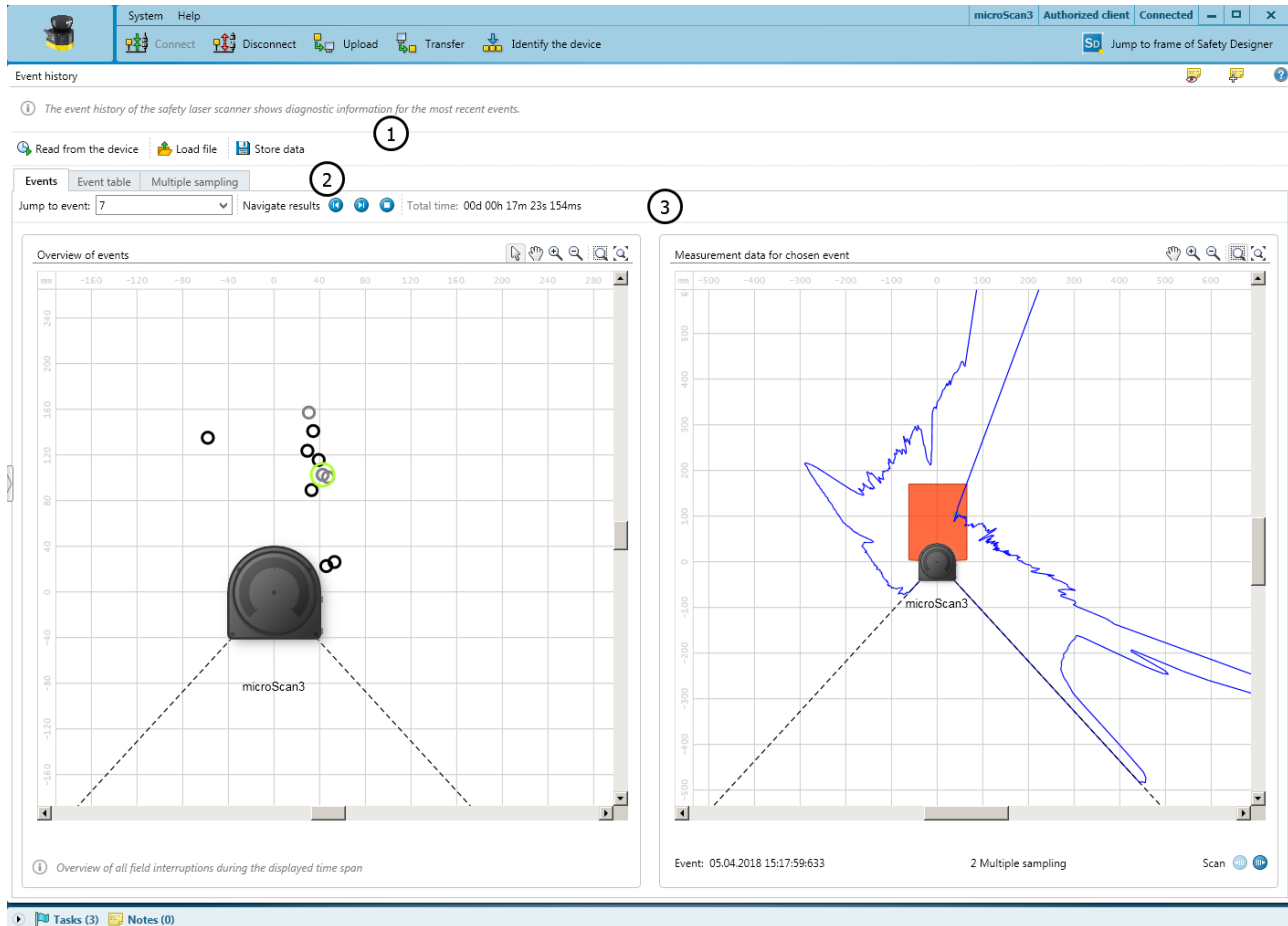 System Help microScan3 Authorized client Connected
Connect Disconnect Upload Transfer Identify the device SD Jump to frame of Safety Designer
Event history
The event history of the safety laser scanner shows diagnostic information for the most recent events.
1
Read from the device Load file Store data
Events Event table Multiple sampling
2
Jump to event: 7 Navigate results Total time: 00d 00h 17m 23s 154ms
3
Overview of events
mm -160 -120 -80 -40 0 40 80 120 160 200 240 280
240
200
160
120
80
40
0
-40
-80
-120
-160
microScan3
Overview of all field interruptions during the displayed time span
Measurement data for chosen event
mm -500 -400 -300 -200 -100 0 100 200 300 400 500 600
6
500
400
300
200
100
0
-100
-200
-300
-400
-500
microScan3
Event: 05.04.2018 15:17:59:633 2 Multiple sampling Scan
Tasks (3) Notes (0)